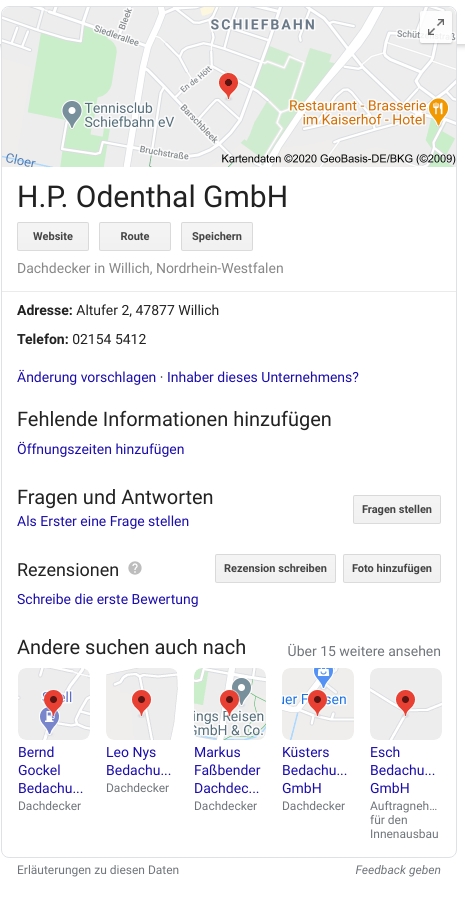 SCHIEFBAHN
Bleek
Siedlerallee
Schüt
En de Hött
Tennisclub
Schiefbahn eV
Barschbleek
Restaurant - Brasserie
im Kaiserhof - Hotel
Bruchstraße
Cloer
Kartendaten ©2020 GeoBasis-DE/BKG (©2009)
H.P. Odenthal GmbH
Website Route Speichern
Dachdecker in Willich, Nordrhein-Westfalen
Adresse: Altufer 2, 47877 Willich
Telefon: 02154 5412
Änderung vorschlagen · Inhaber dieses Unternehmens?
Fehlende Informationen hinzufügen
Öffnungszeiten hinzufügen
Fragen und Antworten
Fragen stellen
Als Erster eine Frage stellen
Rezensionen ? Rezension schreiben Foto hinzufügen
Schreibe die erste Bewertung
Andere suchen auch nach Über 15 weitere ansehen
ings Reisen
GmbH & Co.
Bernd
Gockel
Bedachu...
Dachdecker
Leo Nys
Bedachu...
Dachdecker
Markus
Faßbender
Dachdec...
Dachdecker
Küsters
Bedachu...
GmbH
Dachdecker
Esch
Bedachu...
GmbH
Auftragneh...
für den
Innenausbau
Erläuterungen zu diesen Daten Feedback geben